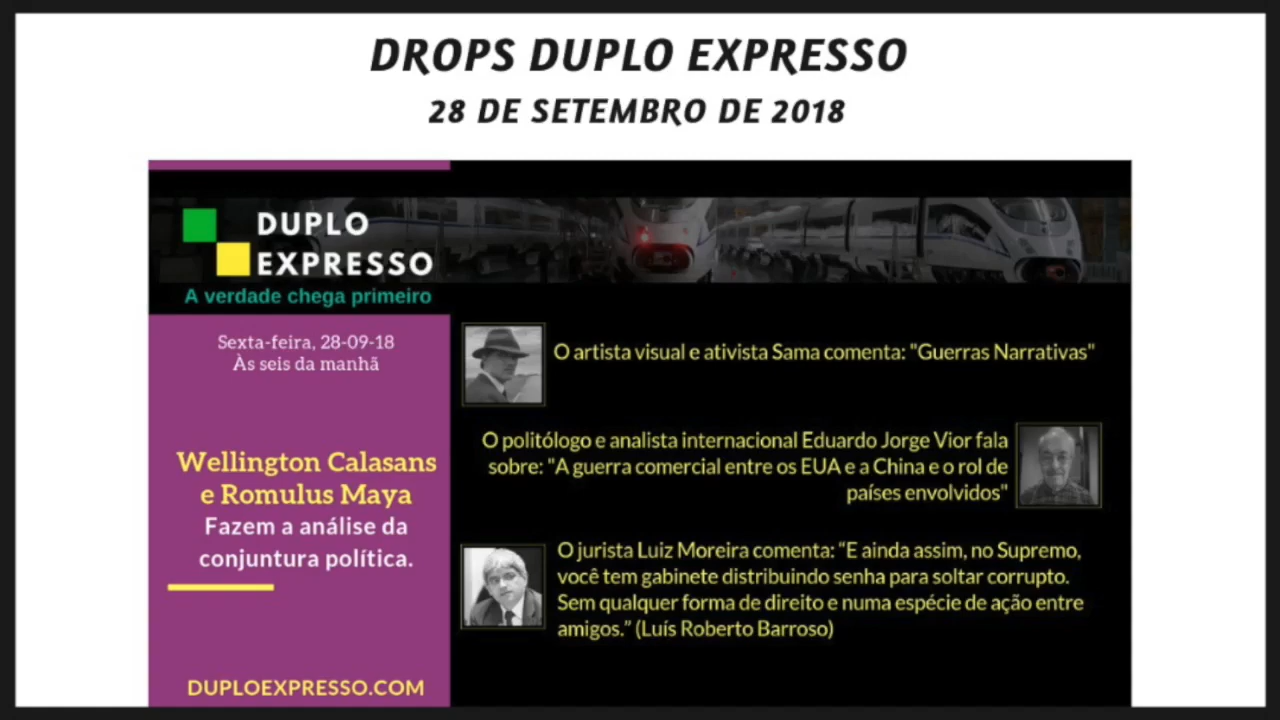 DROPS DUPLO EXPRESSO
28 DE SETEMBRO DE 2018
DUPLO
EXPRESSO
A verdade chega primeiro
Sexta-feira, 28-09-18
Às seis da manhã
Wellington Calasans
e Romulus Maya
Fazem a análise da
conjuntura política.
DUPLOEXPRESSO.COM
O artista visual e ativista Sama comenta: "Guerras Narrativas"
O politólogo e analista internacional Eduardo Jorge Vior fala
sobre: "A guerra comercial entre os EUA e a China e o rol de
países envolvidos"
O jurista Luiz Moreira comenta: “E ainda assim, no Supremo,
você tem gabinete distribuindo senha para soltar corrupto.
Sem qualquer forma de direito e numa espécie de ação entre
amigos.” (Luís Roberto Barroso)